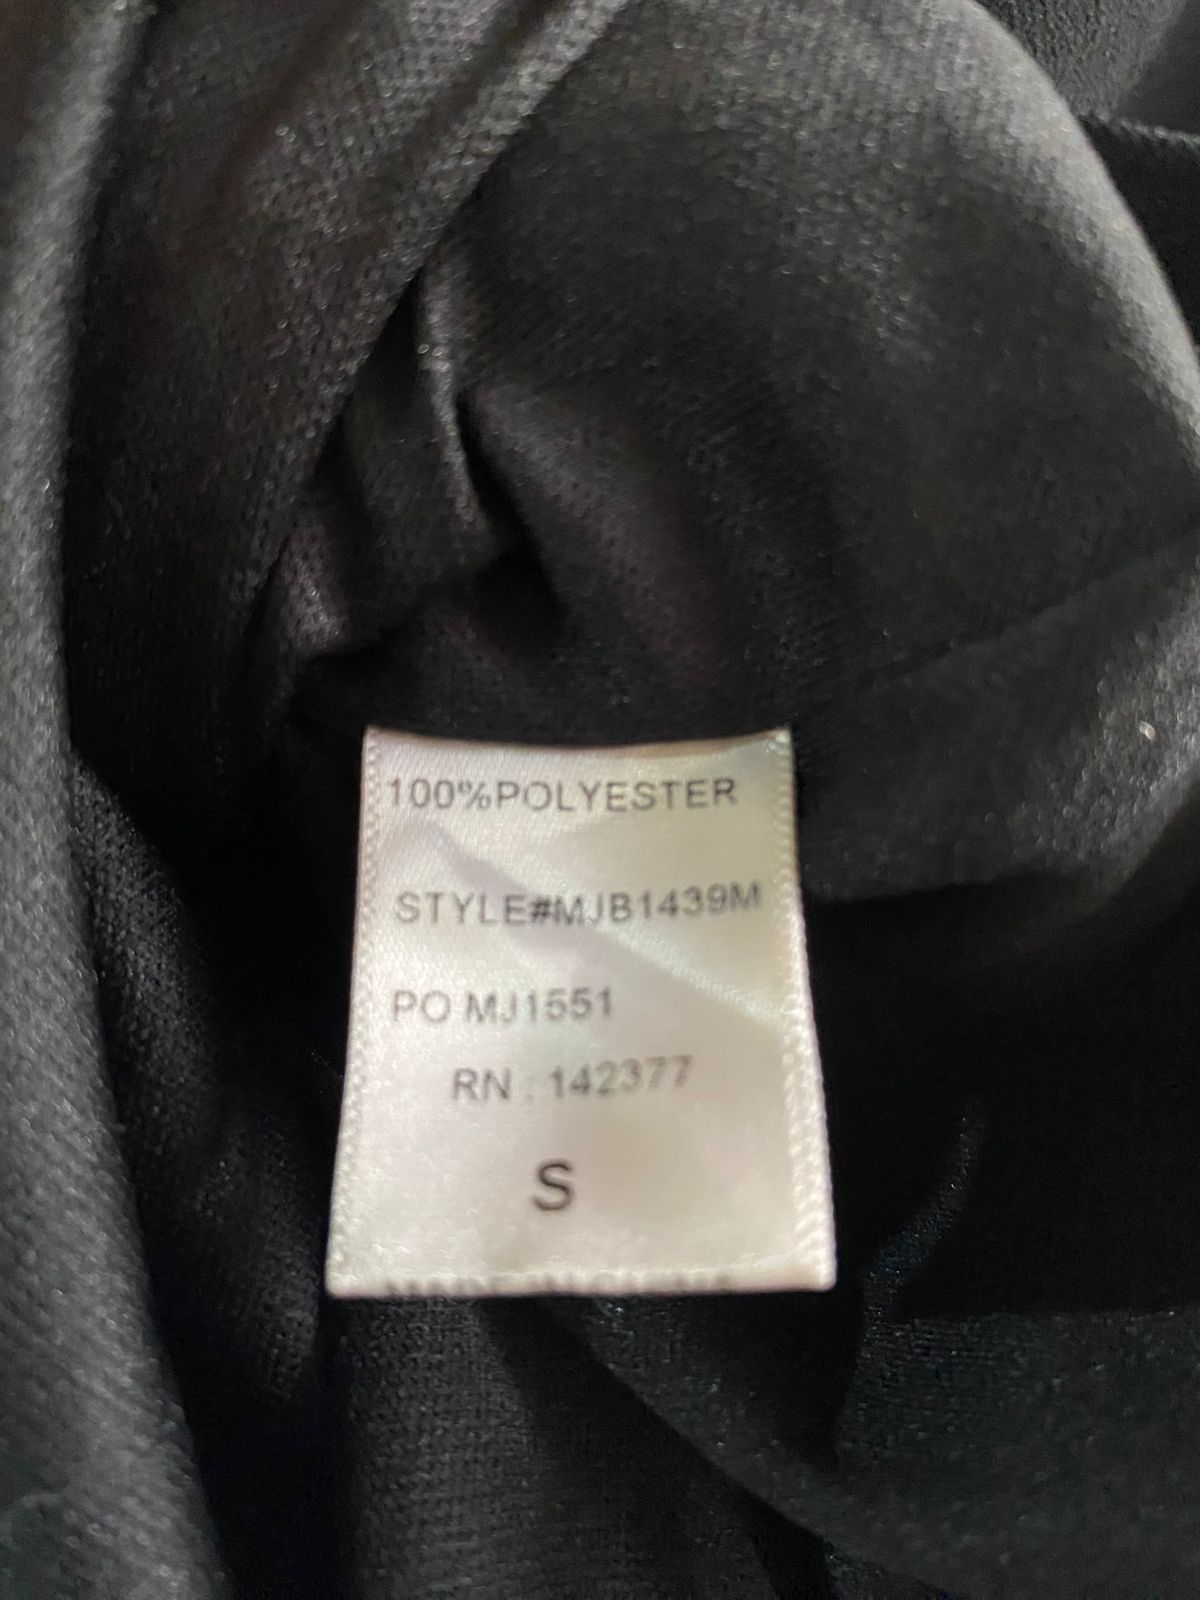 100%POLYESTER
STYLE#MJB1439M
PO MJ1551
RN : 142377
S